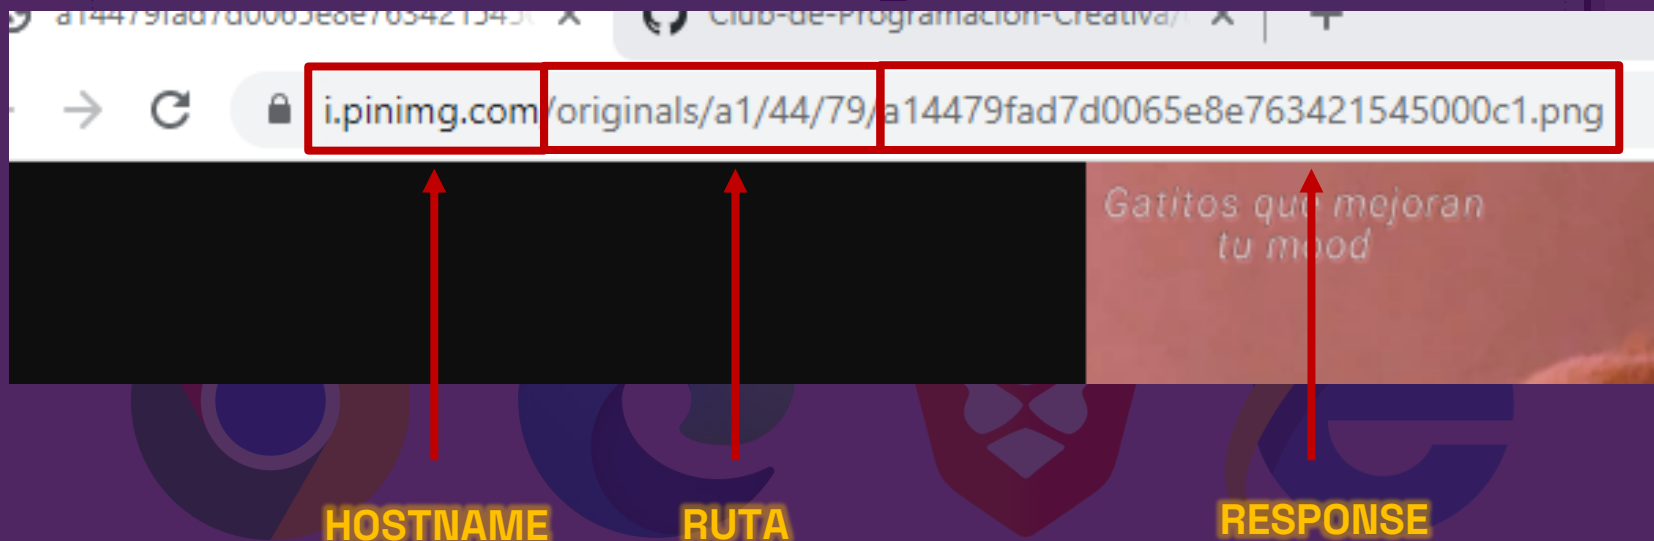 a14479fad7d0065e8e763421545
Club-de-Programacion-Creativa/
i.pinimg.com/originals/a1/44/79/a14479fad7d0065e8e763421545000c1.png
Gatitos que mejoran
tu mood
HOSTNAME RUTA RESPONSE